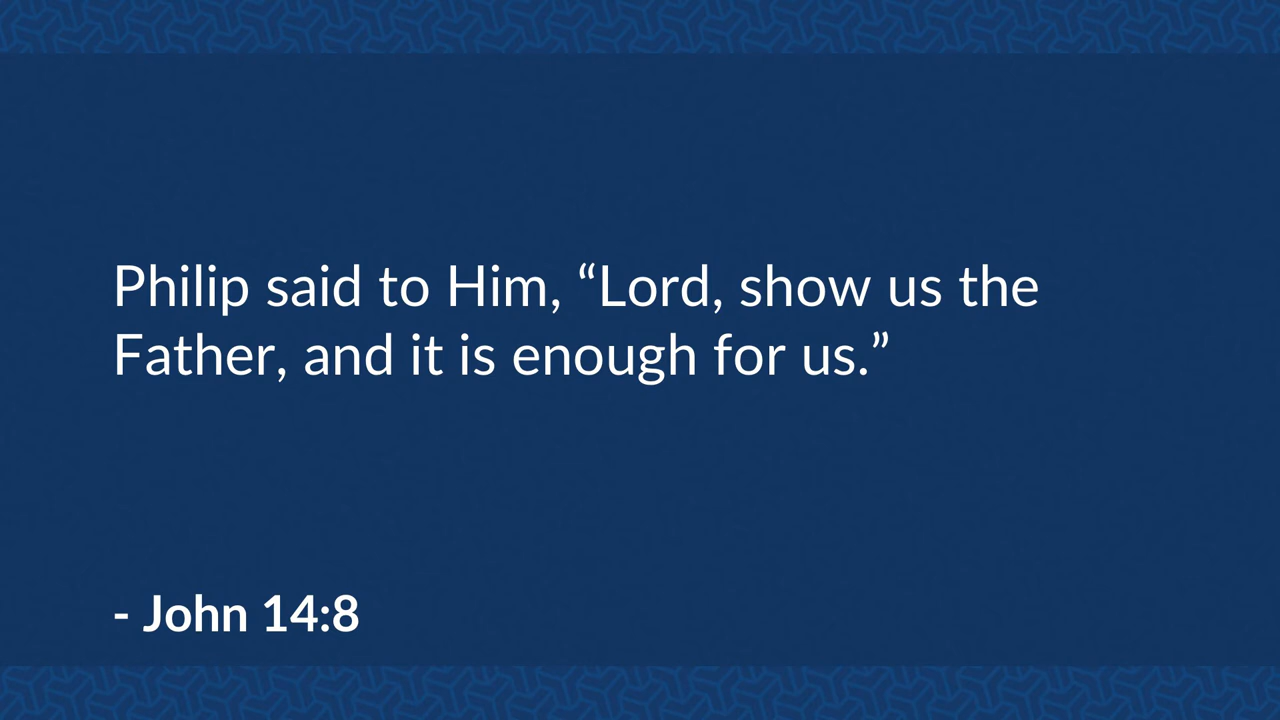 Philip said to Him, “Lord, show us the
Father, and it is enough for us.”
- John 14:8